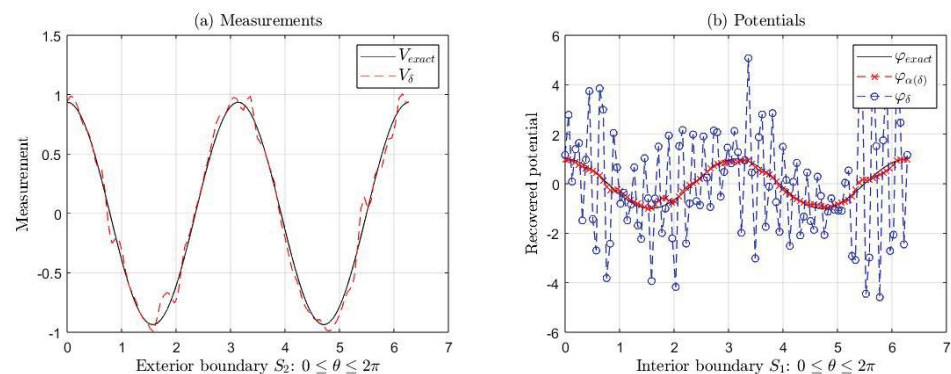 (a) Measurements
1.5
1
0.5
0
-0.5
-1
Measurement
V_exact
V_δ
0 1 2 3 4 5 6 7
Exterior boundary S₂: 0 ≤ θ ≤ 2π
(b) Potentials
6
4
2
0
-2
-4
-6
Recovered potential
φ_exact
φ_α(δ)
φ_δ
0 1 2 3 4 5 6 7
Interior boundary S₁: 0 ≤ θ ≤ 2π